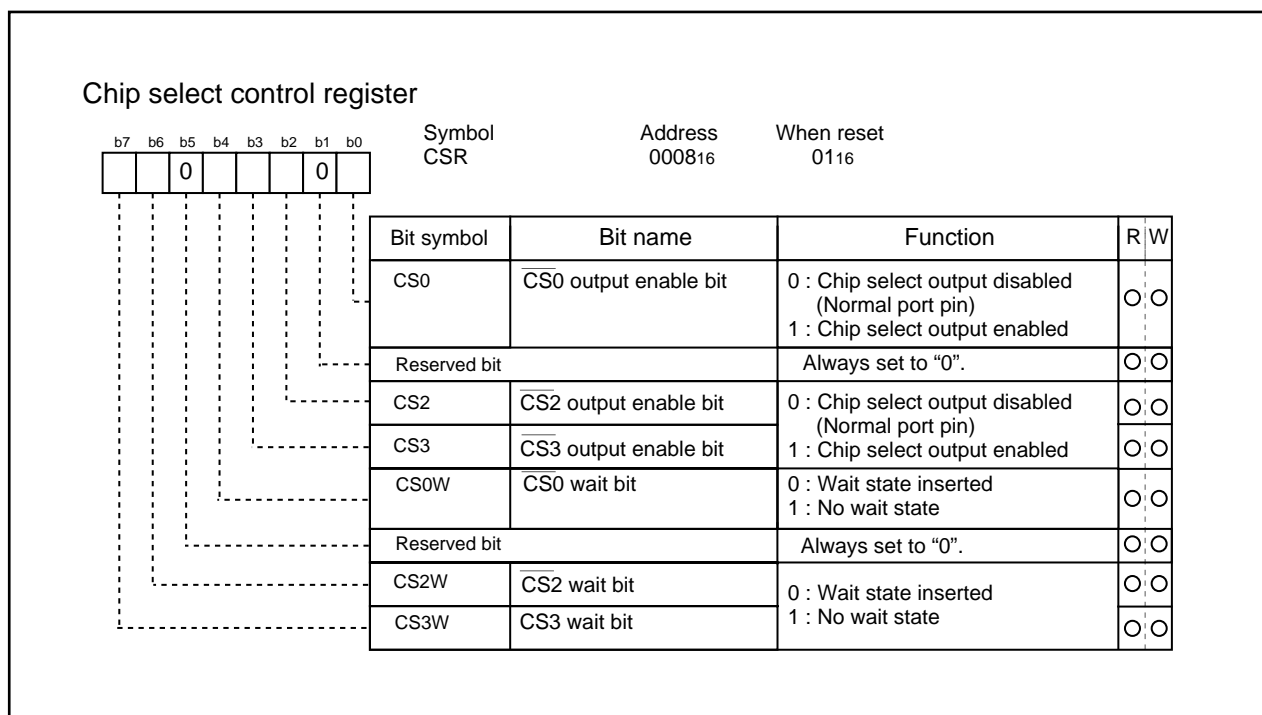 Chip select control register
Symbol Address When reset
b7 b6 b5 b4 b3 b2 b1 b0
CSR 000816 0116
0 0
Bit symbol Bit name Function R W
CS0 CS0 output enable bit 0 : Chip select output disabled
(Normal port pin)
1 : Chip select output enabled
Reserved bit Always set to “0”.
CS2 CS2 output enable bit 0 : Chip select output disabled
(Normal port pin)
CS3 CS3 output enable bit 1 : Chip select output enabled
CS0W CS0 wait bit 0 : Wait state inserted
1 : No wait state
Reserved bit Always set to “0”.
CS2W CS2 wait bit 0 : Wait state inserted
CS3W CS3 wait bit 1 : No wait state